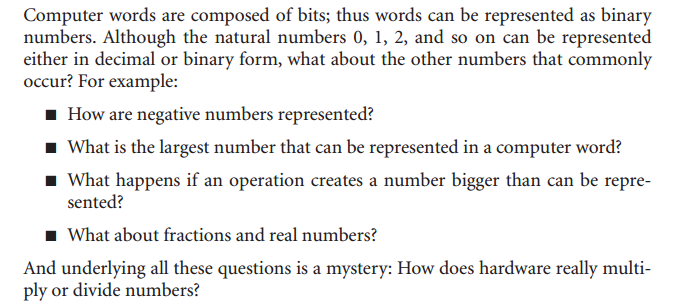 Computer words are composed of bits; thus words can be represented as binary
numbers. Although the natural numbers 0, 1, 2, and so on can be represented
either in decimal or binary form, what about the other numbers that commonly
occur? For example:
■ How are negative numbers represented?
■ What is the largest number that can be represented in a computer word?
■ What happens if an operation creates a number bigger than can be repre-
sented?
■ What about fractions and real numbers?
And underlying all these questions is a mystery: How does hardware really multi-
ply or divide numbers?